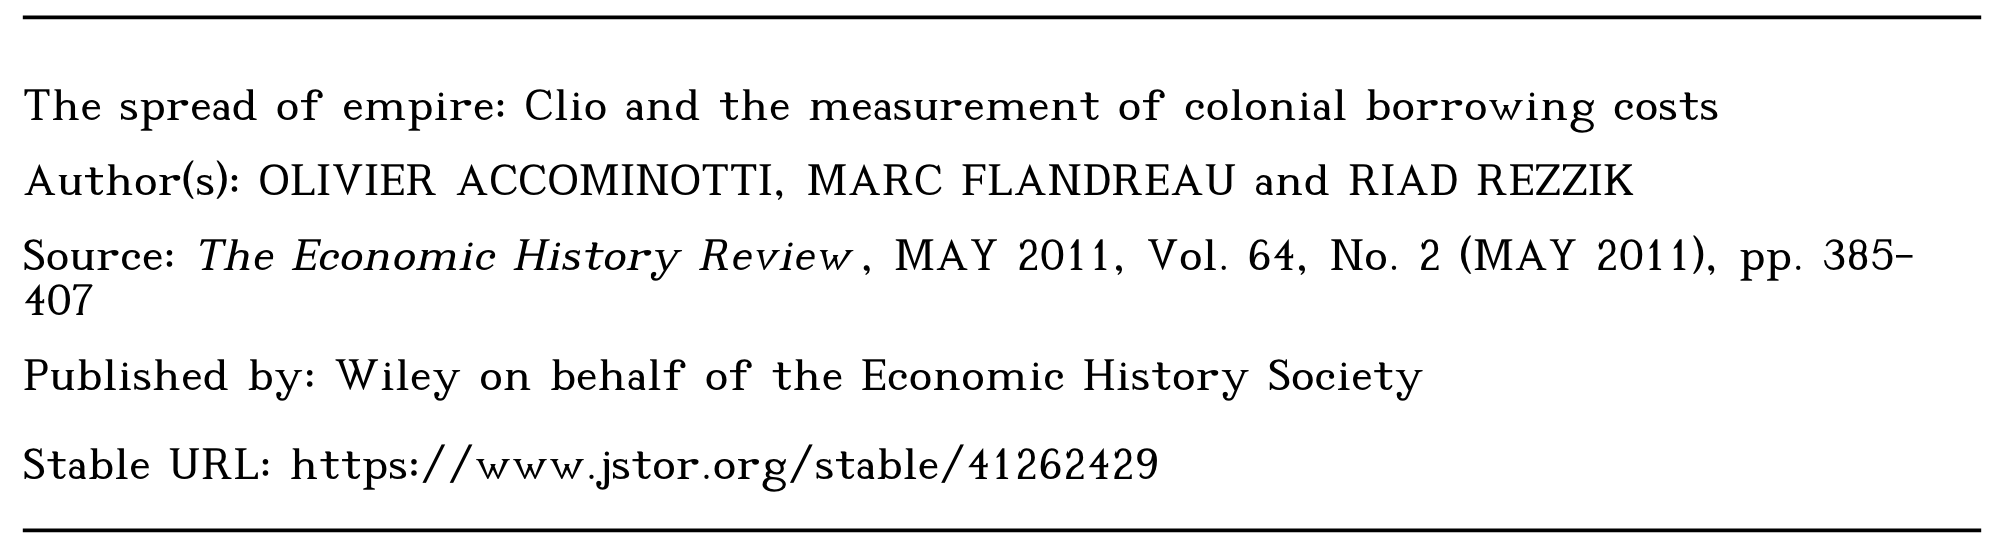 The spread of empire: Clio and the measurement of colonial borrowing costs
Author(s): OLIVIER ACCOMINOTTI, MARC FLANDREAU and RIAD REZZIK
Source: The Economic History Review, MAY 2011, Vol. 64, No. 2 (MAY 2011), pp. 385-
407
Published by: Wiley on behalf of the Economic History Society
Stable URL: https://www.jstor.org/stable/41262429